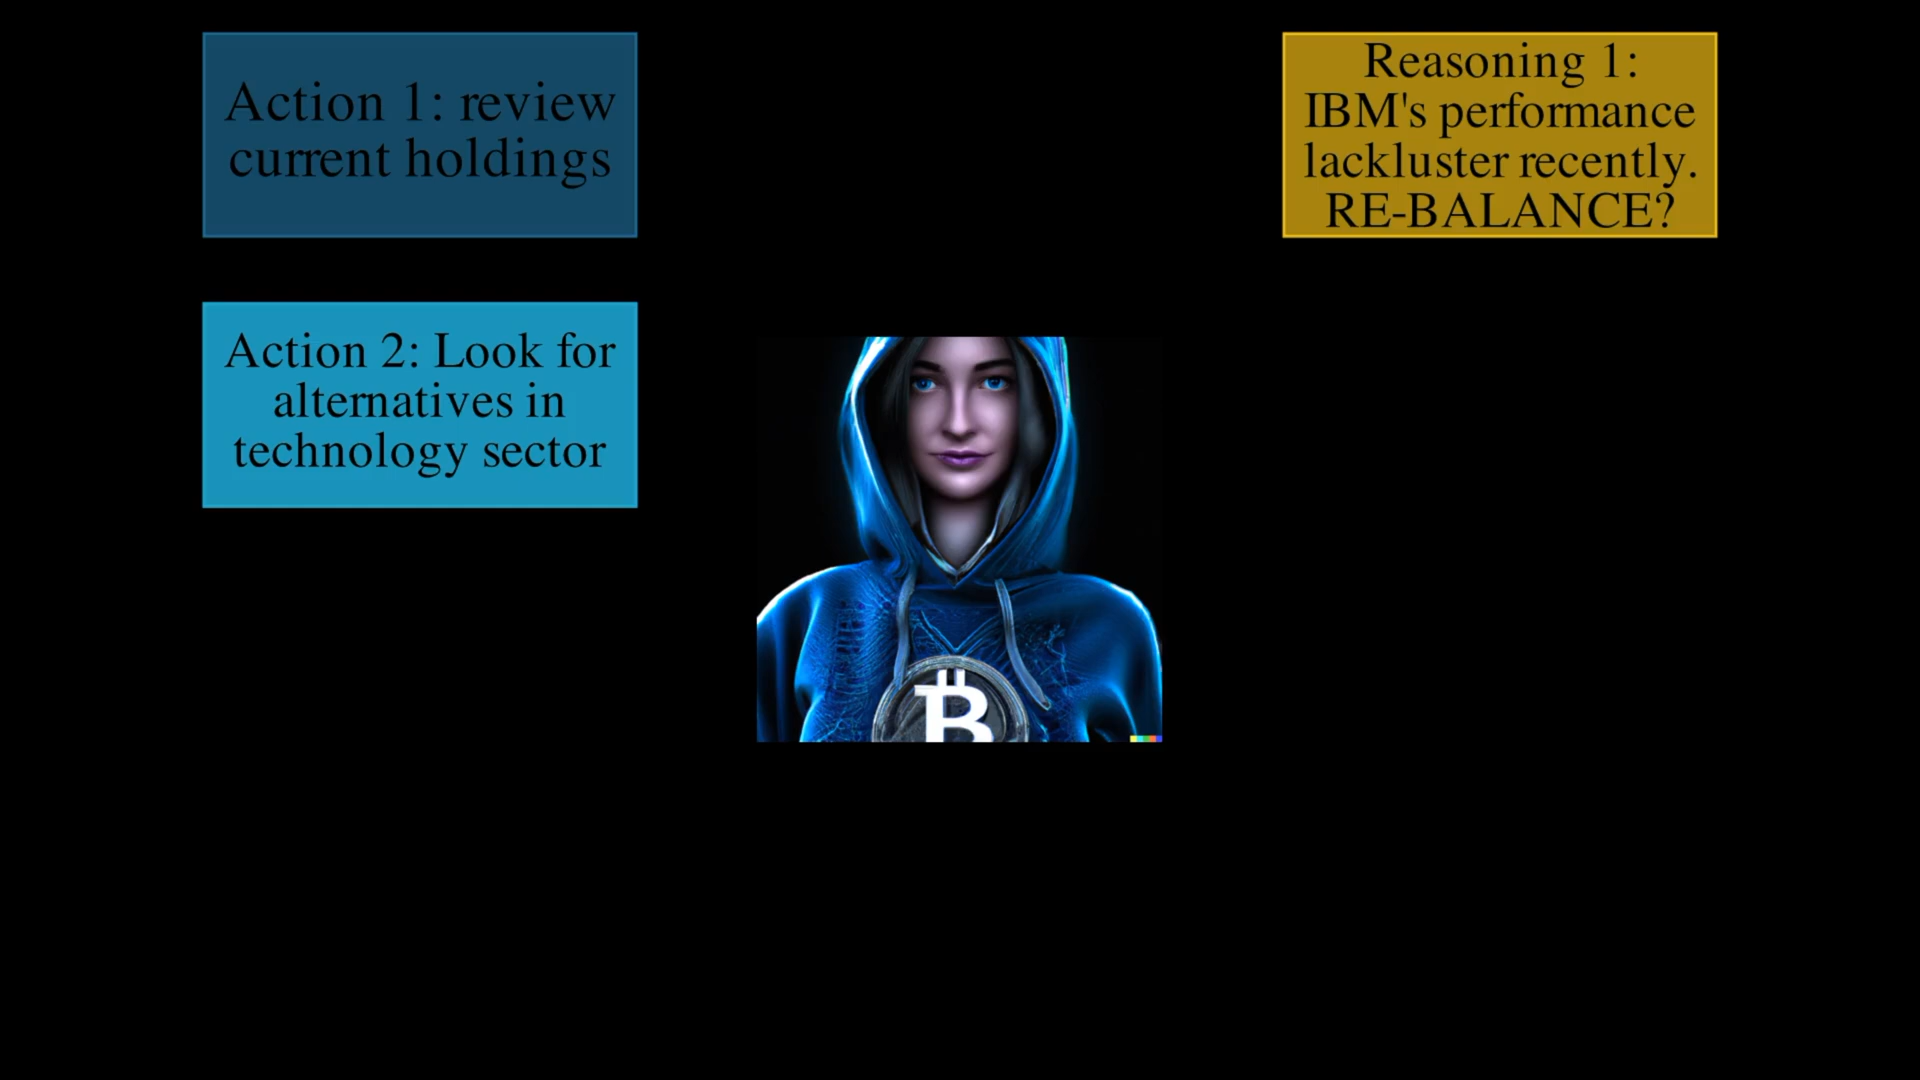 Action 1: review
current holdings
Reasoning 1:
IBM's performance
lackluster recently.
RE-BALANCE?
Action 2: Look for
alternatives in
technology sector